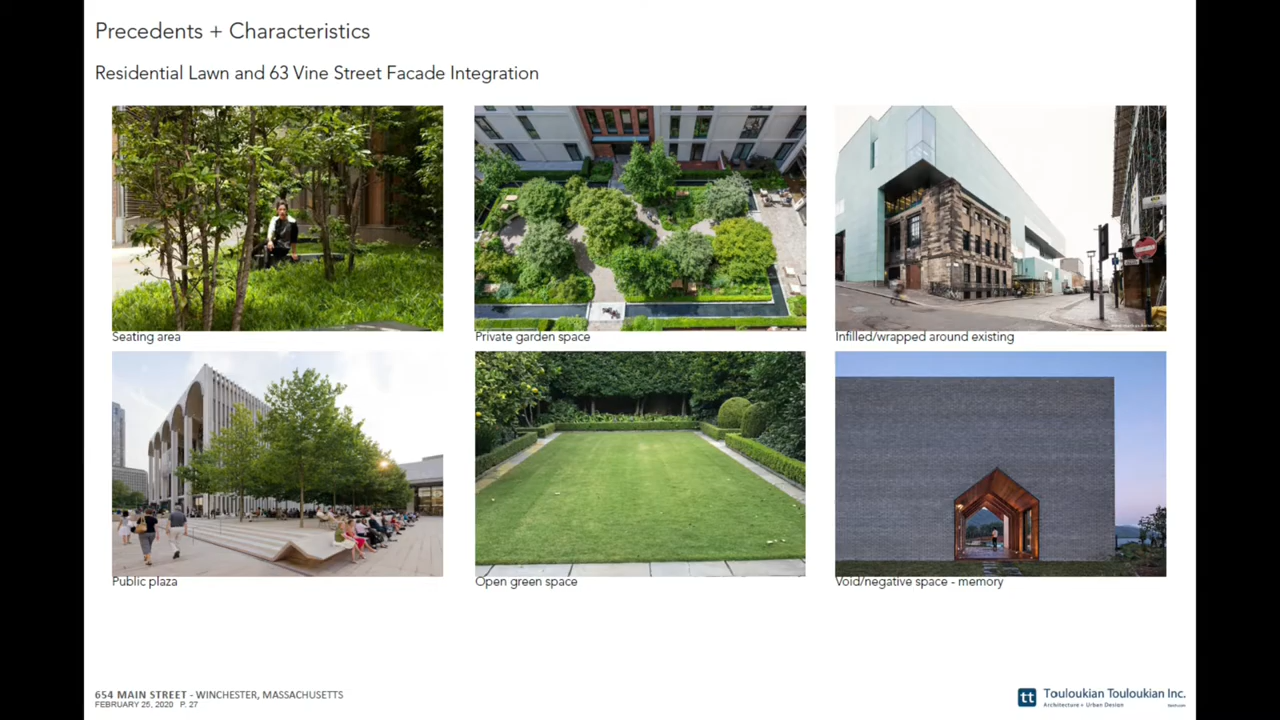 Precedents + Characteristics
Residential Lawn and 63 Vine Street Facade Integration
Seating area
Private garden space
Infilled/wrapped around existing
Public plaza
Open green space
Void/negative space - memory
654 MAIN STREET - WINCHESTER, MASSACHUSETTS
FEBRUARY 25, 2020 P. 27
tt
Touloukian Touloukian Inc.
Architecture + Urban Design